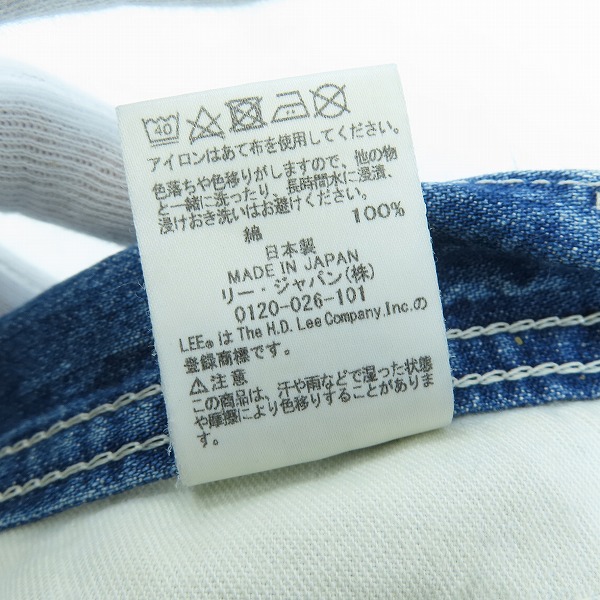 40
アイロンはあて布を使用してください。
色落ちや色移りがしますので、他の物
と一緒に洗ったり、長時間水に浸漬、
浸けおき洗いはお避けください。
綿 100%
日本製
MADE IN JAPAN
リー・ジャパン(株)
0120-026-101
LEE®は The H.D. Lee Company,Inc.の
登録商標です。
⚠注意
この商品は、汗や雨などで湿った状態
や摩擦により色移りすることがありま
す。